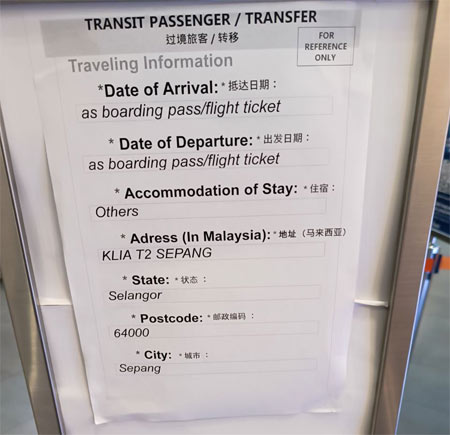 TRANSIT PASSENGER / TRANSFER
过境旅客 / 转移
FOR
REFERENCE
ONLY
Traveling Information
*Date of Arrival: * 抵达日期：
as boarding pass/flight ticket
* Date of Departure: * 出发日期：
as boarding pass/flight ticket
* Accommodation of Stay: * 住宿：
Others
* Adress (In Malaysia): * 地址（马来西亚）
KLIA T2 SEPANG
* State: * 状态：
Selangor
* Postcode: * 邮政编码：
64000
* City: * 城市：
Sepang